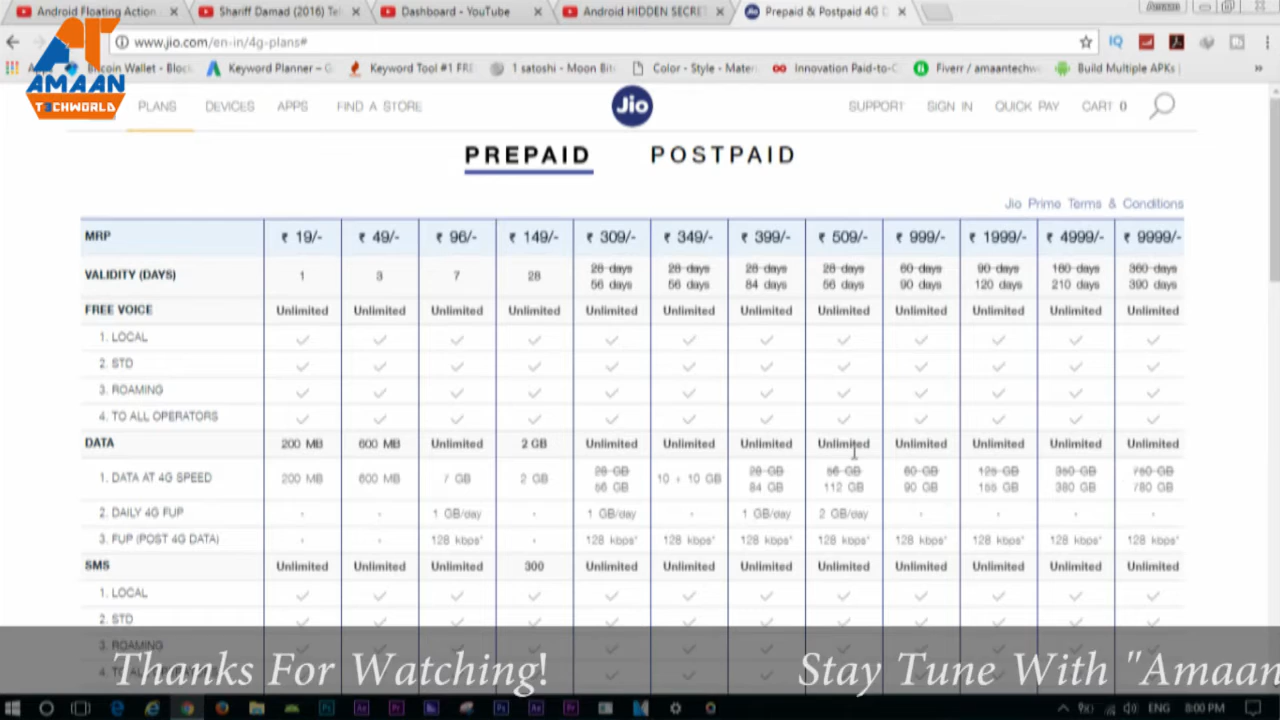 Android Floating Action
Shariff Damad (2016) Tel
Dashboard - YouTube
Android HIDDEN SECRE
Prepaid & Postpaid 4G D
www.jio.com/en-in/4g-plans#
AT
AMAAN
TECHWORLD
Bitcoin Wallet - Block
Keyword Planner - G
Keyword Tool #1 FRE
1 satoshi - Moon Bit
Color - Style - Mater
Innovation Paid-to-C
Fiverr / amaantechw
Build Multiple APKs
PLANS DEVICES APPS FIND A STORE Jio SUPPORT SIGN IN QUICK PAY CART 0
PREPAID POSTPAID
Jio Prime Terms & Conditions
MRP ₹ 19/- ₹ 49/- ₹ 96/- ₹ 149/- ₹ 309/- ₹ 349/- ₹ 399/- ₹ 509/- ₹ 999/- ₹ 1999/- ₹ 4999/- ₹ 9999/-
28 days 28 days 28 days 28 days 60 days 90 days 180 days 360 days
VALIDITY (DAYS) 1 3 7 28
56 days 56 days 84 days 56 days 90 days 120 days 210 days 390 days
FREE VOICE Unlimited Unlimited Unlimited Unlimited Unlimited Unlimited Unlimited Unlimited Unlimited Unlimited Unlimited Unlimited
1. LOCAL
2. STD
3. ROAMING
4. TO ALL OPERATORS
DATA 200 MB 600 MB Unlimited 2 GB Unlimited Unlimited Unlimited Unlimited Unlimited Unlimited Unlimited Unlimited
28 GB 28 GB 56 GB 60 GB 125 GB 350 GB 750 GB
1. DATA AT 4G SPEED 200 MB 600 MB 7 GB 2 GB 10 + 10 GB
56 GB 84 GB 112 GB 90 GB 155 GB 380 GB 780 GB
2. DAILY 4G FUP - - 1 GB/day - 1 GB/day - 1 GB/day 2 GB/day - - - -
3. FUP (POST 4G DATA) - - 128 kbps* - 128 kbps* 128 kbps* 128 kbps* 128 kbps* 128 kbps* 128 kbps* 128 kbps* 128 kbps*
SMS Unlimited Unlimited Unlimited 300 Unlimited Unlimited Unlimited Unlimited Unlimited Unlimited Unlimited Unlimited
1. LOCAL
2. STD
3. ROAMING
Thanks For Watching! Stay Tune With "Amaan
ENG 8:00 PM